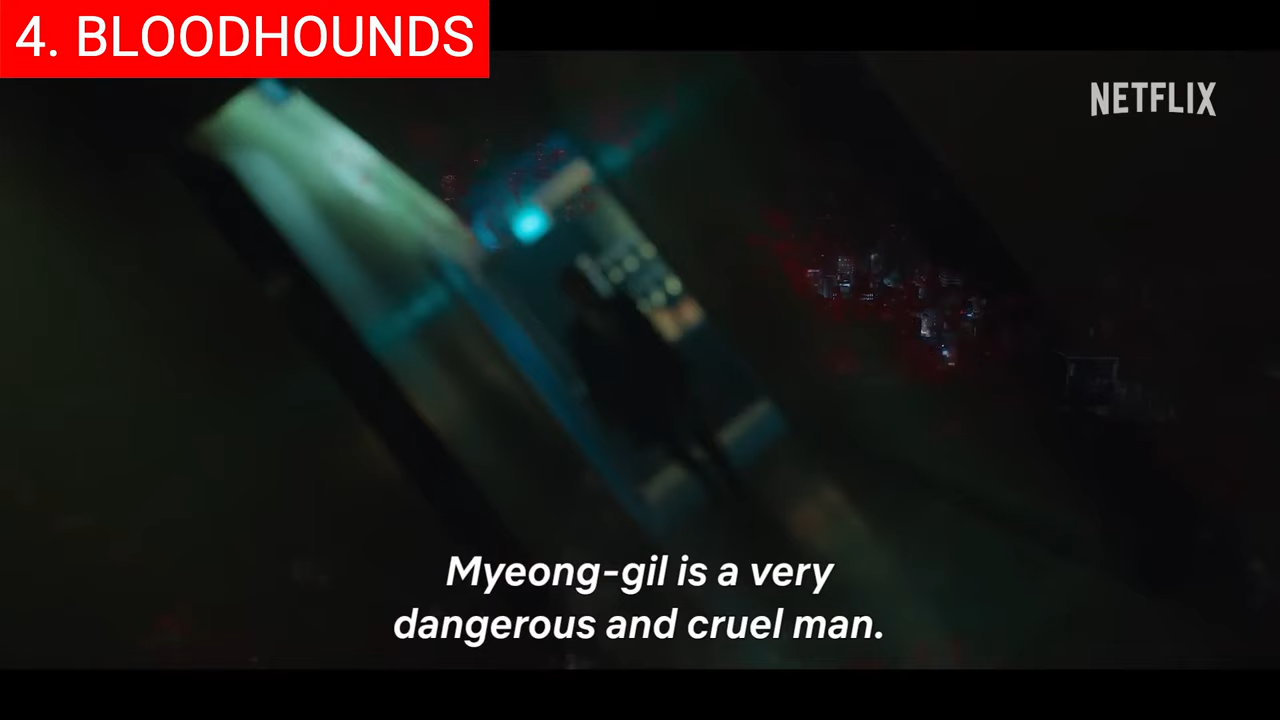 4. BLOODHOUNDS
NETFLIX
Myeong-gil is a very
dangerous and cruel man.